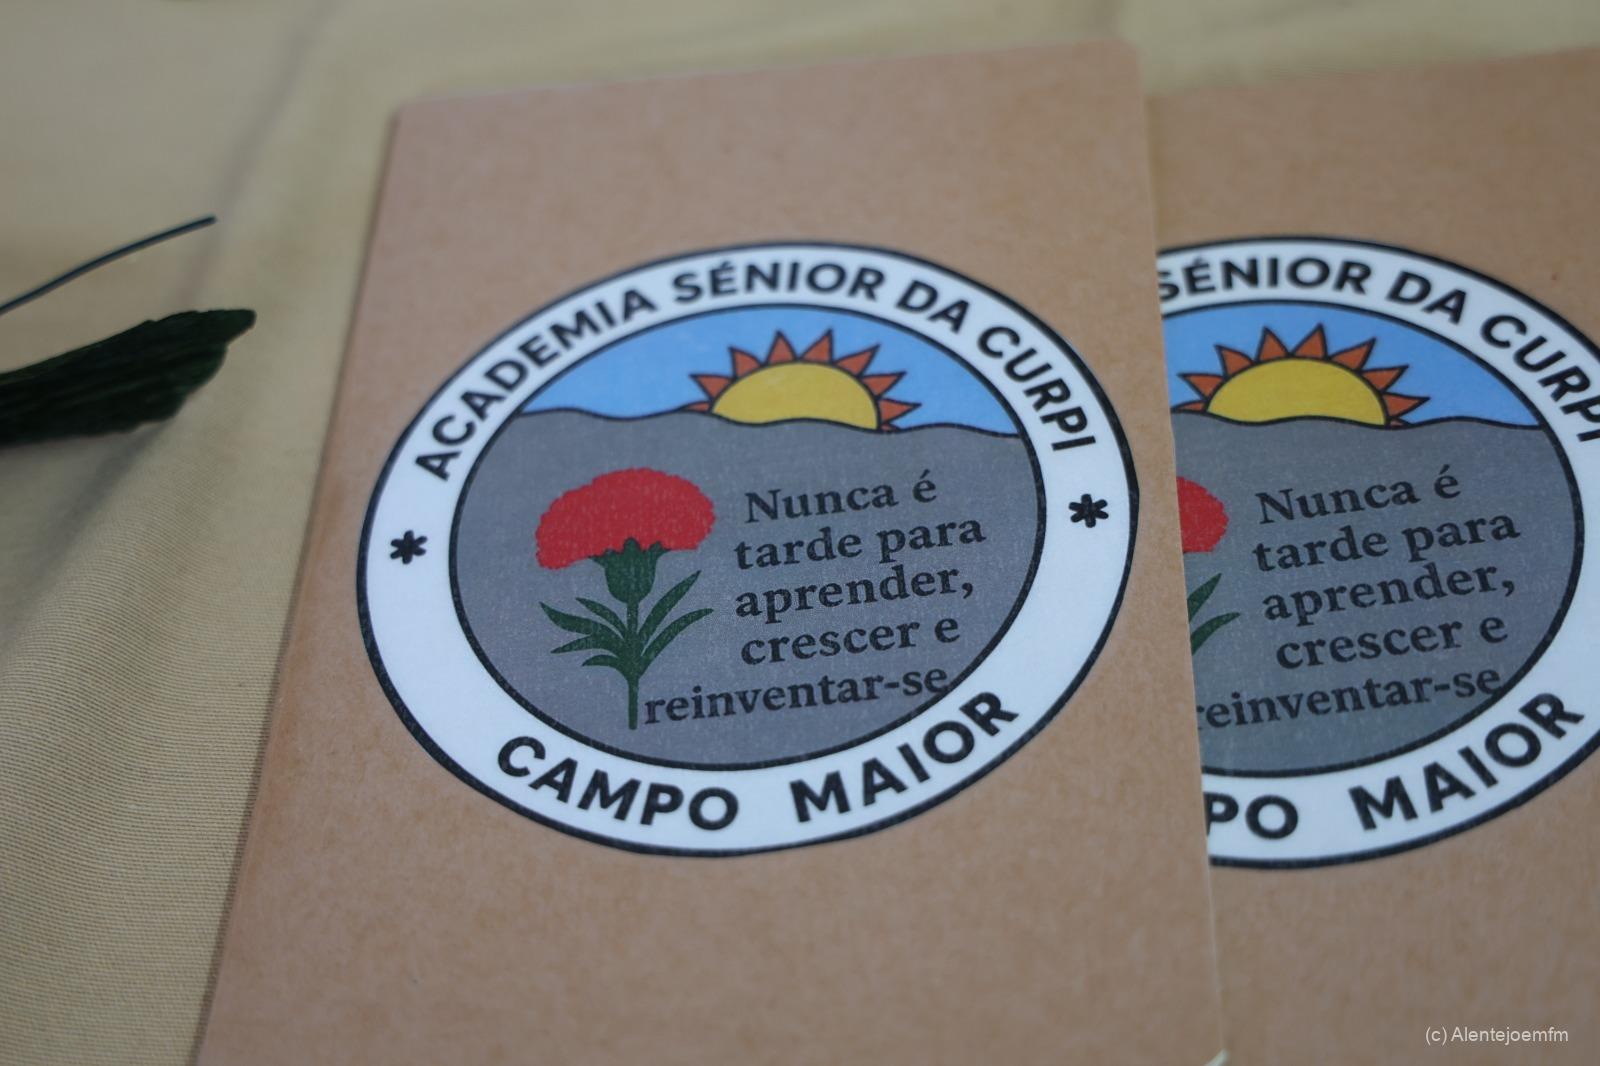 ACADEMIA SÉNIOR DA CURPI
Nunca é
tarde para
aprender,
crescer e
reinventar-se
* CAMPO MAIOR *
SÉNIOR DA CURPI
Nunca é
tarde para
aprender,
crescer e
reinventar-se
PO MAIOR
(c) Alentejoemfm